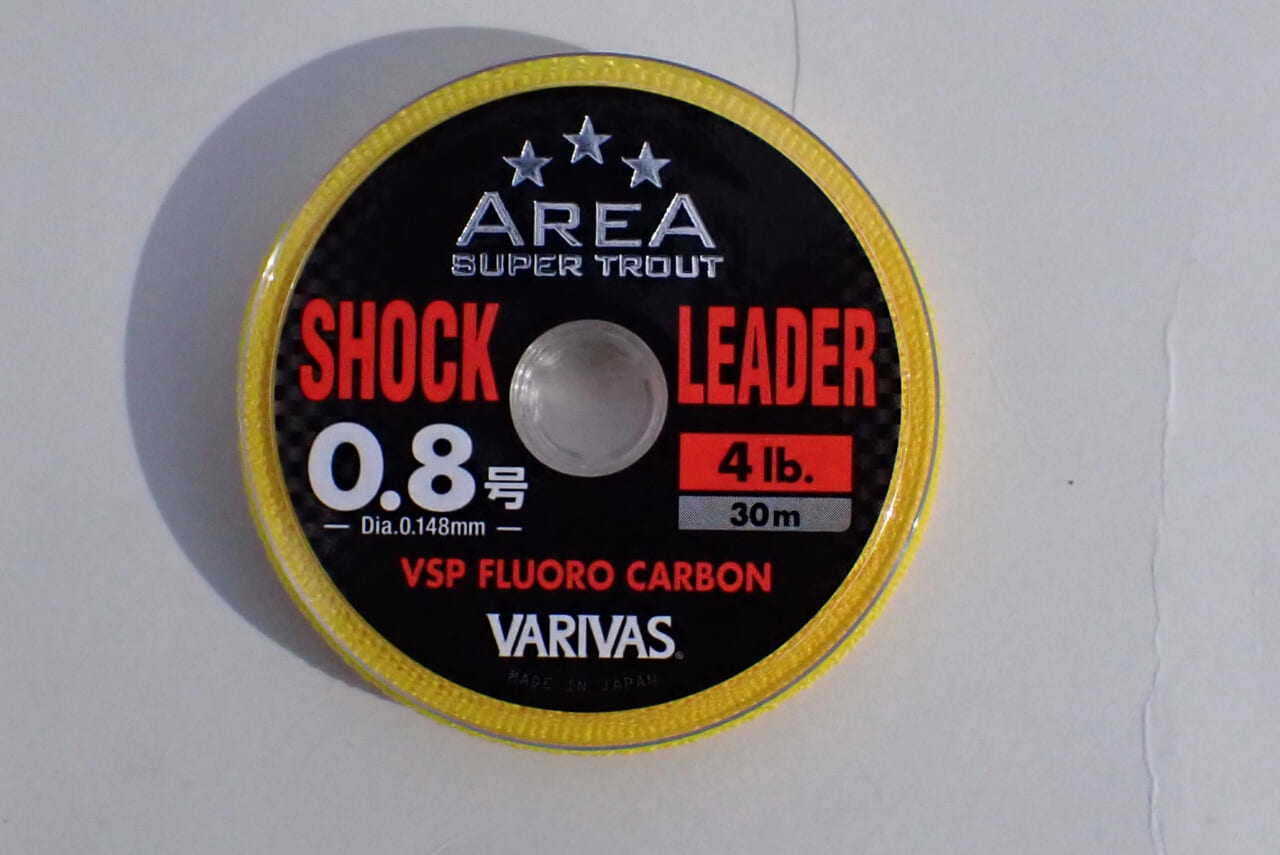 AREA
SUPER TROUT
SHOCK LEADER
0.8号
Dia.0.148mm
4 lb.
30m
VSP FLUORO CARBON
VARIVAS®
MADE IN JAPAN